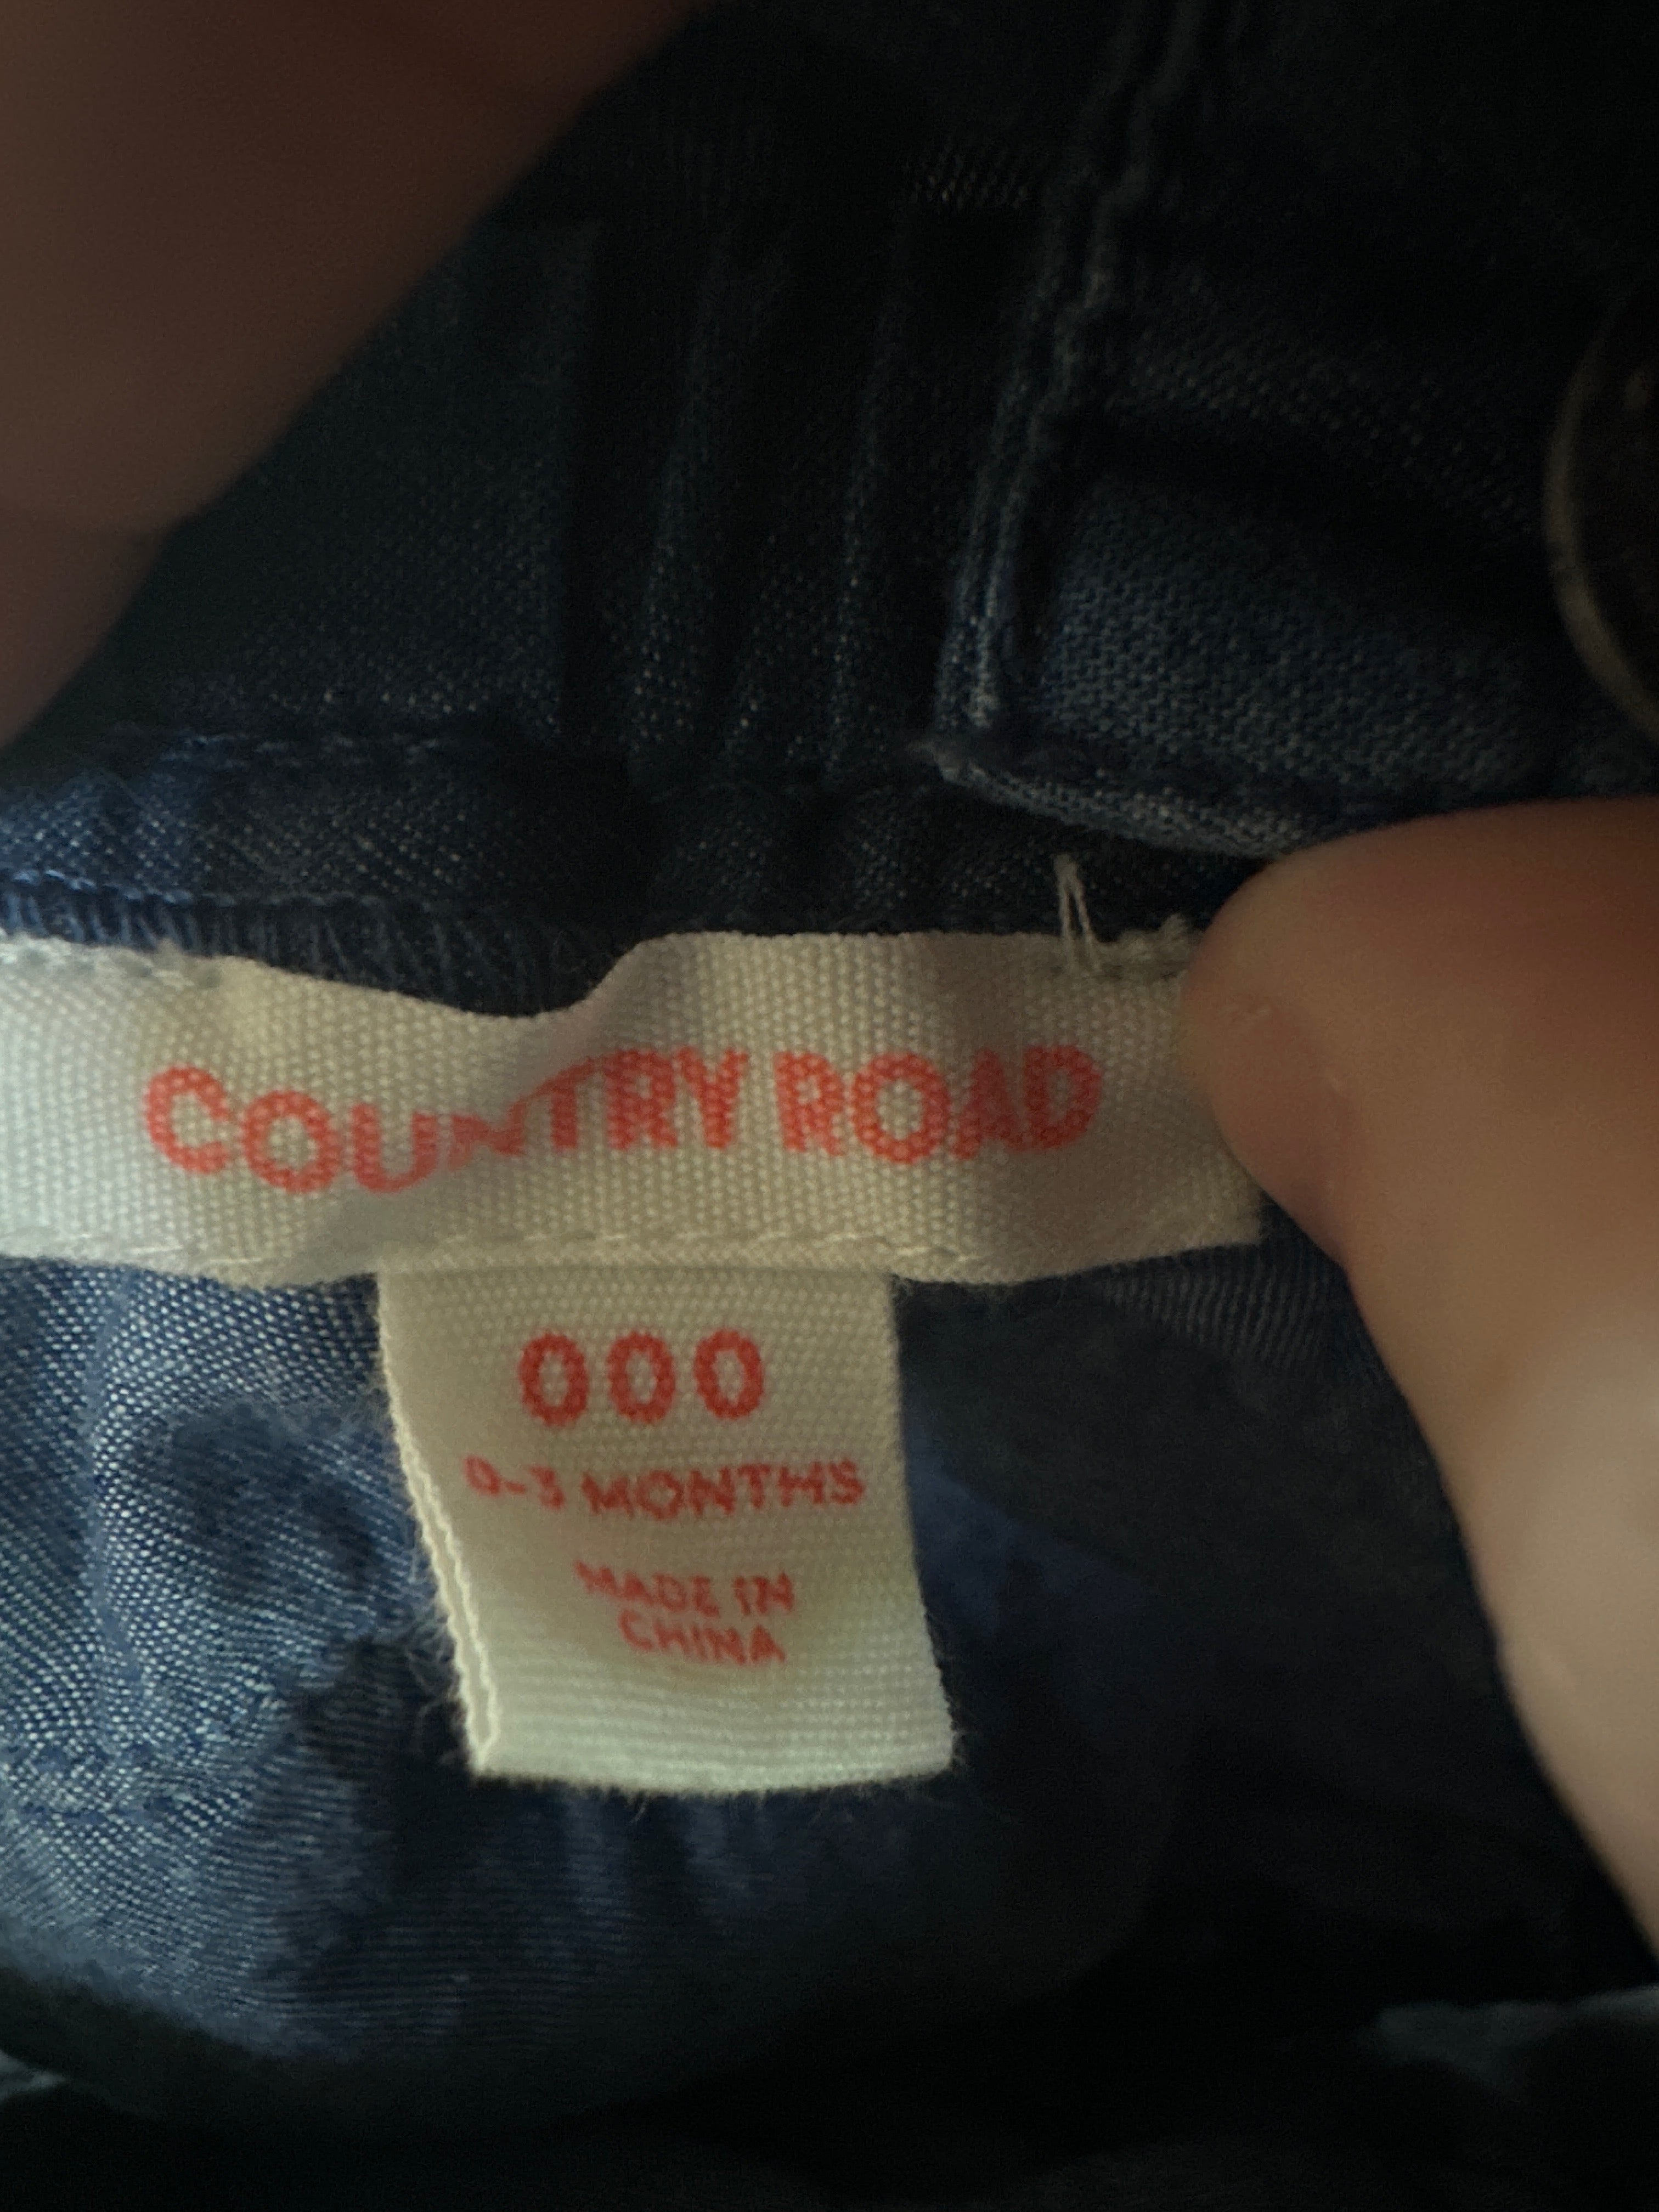 COUNTRY ROAD
000
0-3 MONTHS
MADE IN
CHINA